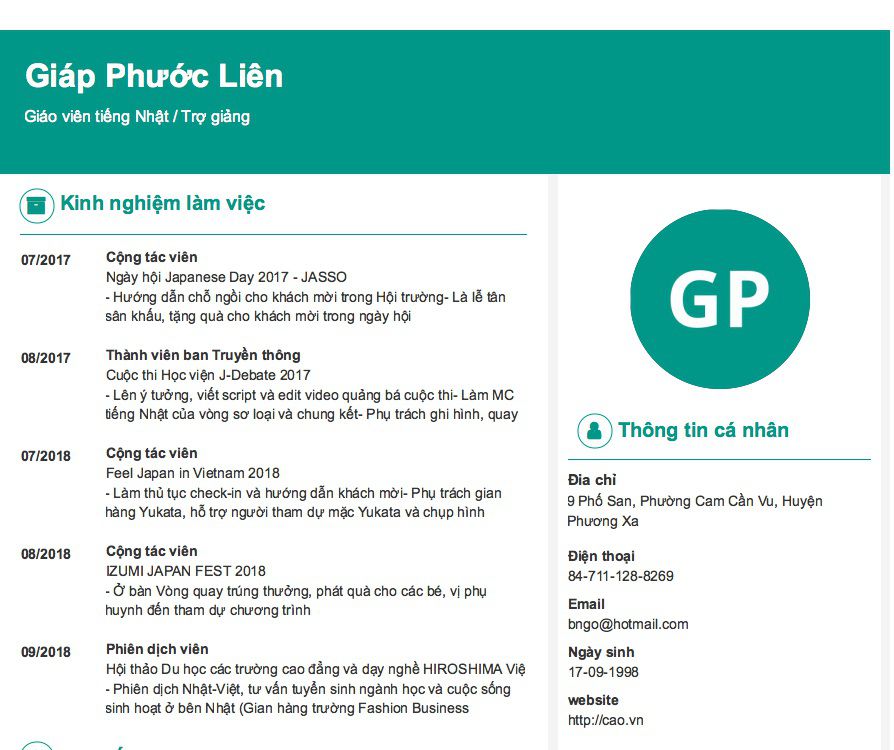 Giáp Phước Liên
Giáo viên tiếng Nhật / Trợ giảng
Kinh nghiệm làm việc
07/2017
Cộng tác viên
Ngày hội Japanese Day 2017 - JASSO
- Hướng dẫn chỗ ngồi cho khách mời trong Hội trường- Là lễ tân
sân khấu, tặng quà cho khách mời trong ngày hội
08/2017
Thành viên ban Truyền thông
Cuộc thi Học viện J-Debate 2017
- Lên ý tưởng, viết script và edit video quảng bá cuộc thi- Làm MC
tiếng Nhật của vòng sơ loại và chung kết- Phụ trách ghi hình, quay
07/2018
Cộng tác viên
Feel Japan in Vietnam 2018
- Làm thủ tục check-in và hướng dẫn khách mời- Phụ trách gian
hàng Yukata, hỗ trợ người tham dự mặc Yukata và chụp hình
08/2018
Cộng tác viên
IZUMI JAPAN FEST 2018
- Ở bàn Vòng quay trúng thưởng, phát quà cho các bé, vị phụ
huynh đến tham dự chương trình
09/2018
Phiên dịch viên
Hội thảo Du học các trường cao đẳng và dạy nghề HIROSHIMA Việ
- Phiên dịch Nhật-Việt, tư vấn tuyển sinh ngành học và cuộc sống
sinh hoạt ở bên Nhật (Gian hàng trường Fashion Business
GP
Thông tin cá nhân
Đia chỉ
9 Phố San, Phường Cam Cần Vu, Huyện
Phương Xa
Điện thoại
84-711-128-8269
Email
bngo@hotmail.com
Ngày sinh
17-09-1998
website
http://cao.vn